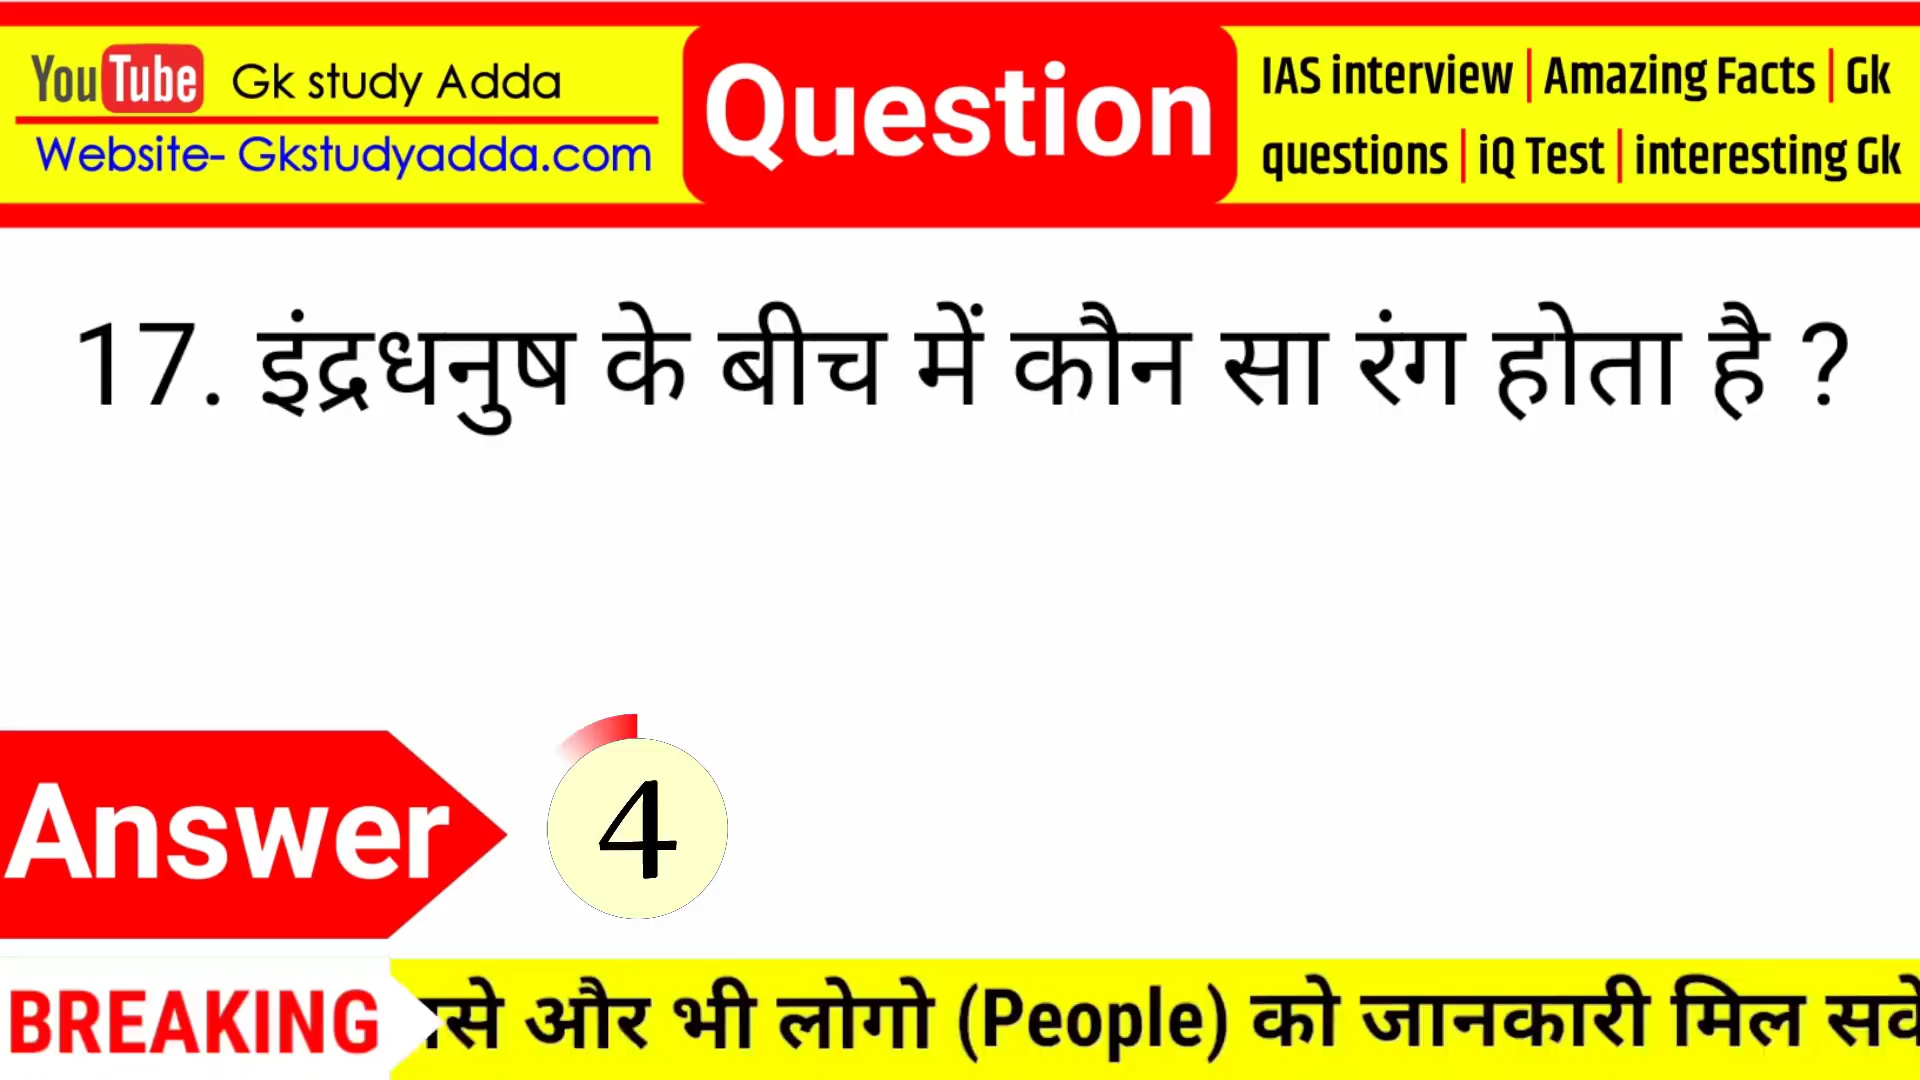 YouTube Gk study Adda
Website- Gkstudyadda.com
Question
IAS interview | Amazing Facts | Gk
questions | iQ Test | interesting Gk
17. इंद्रधनुष के बीच में कौन सा रंग होता है ?
Answer
4
BREAKING
से और भी लोगो (People) को जानकारी मिल